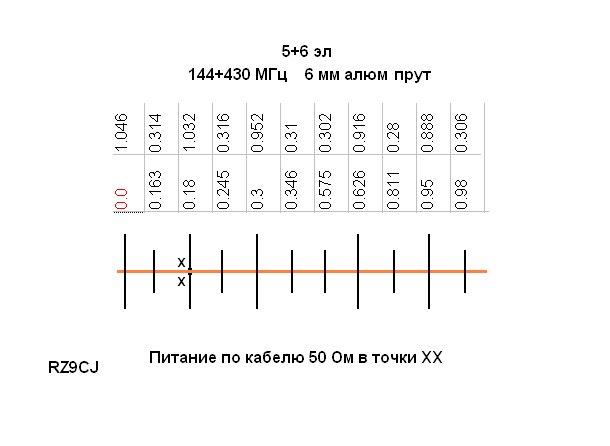 5+6 эл
144+430 МГц 6 мм алюм прут
1.046 0.314 1.032 0.316 0.952 0.31 0.302 0.916 0.28 0.888 0.306
0.0 0.163 0.18 0.245 0.3 0.346 0.575 0.626 0.811 0.95 0.98
х
х
Питание по кабелю 50 Ом в точки ХХ
RZ9CJ